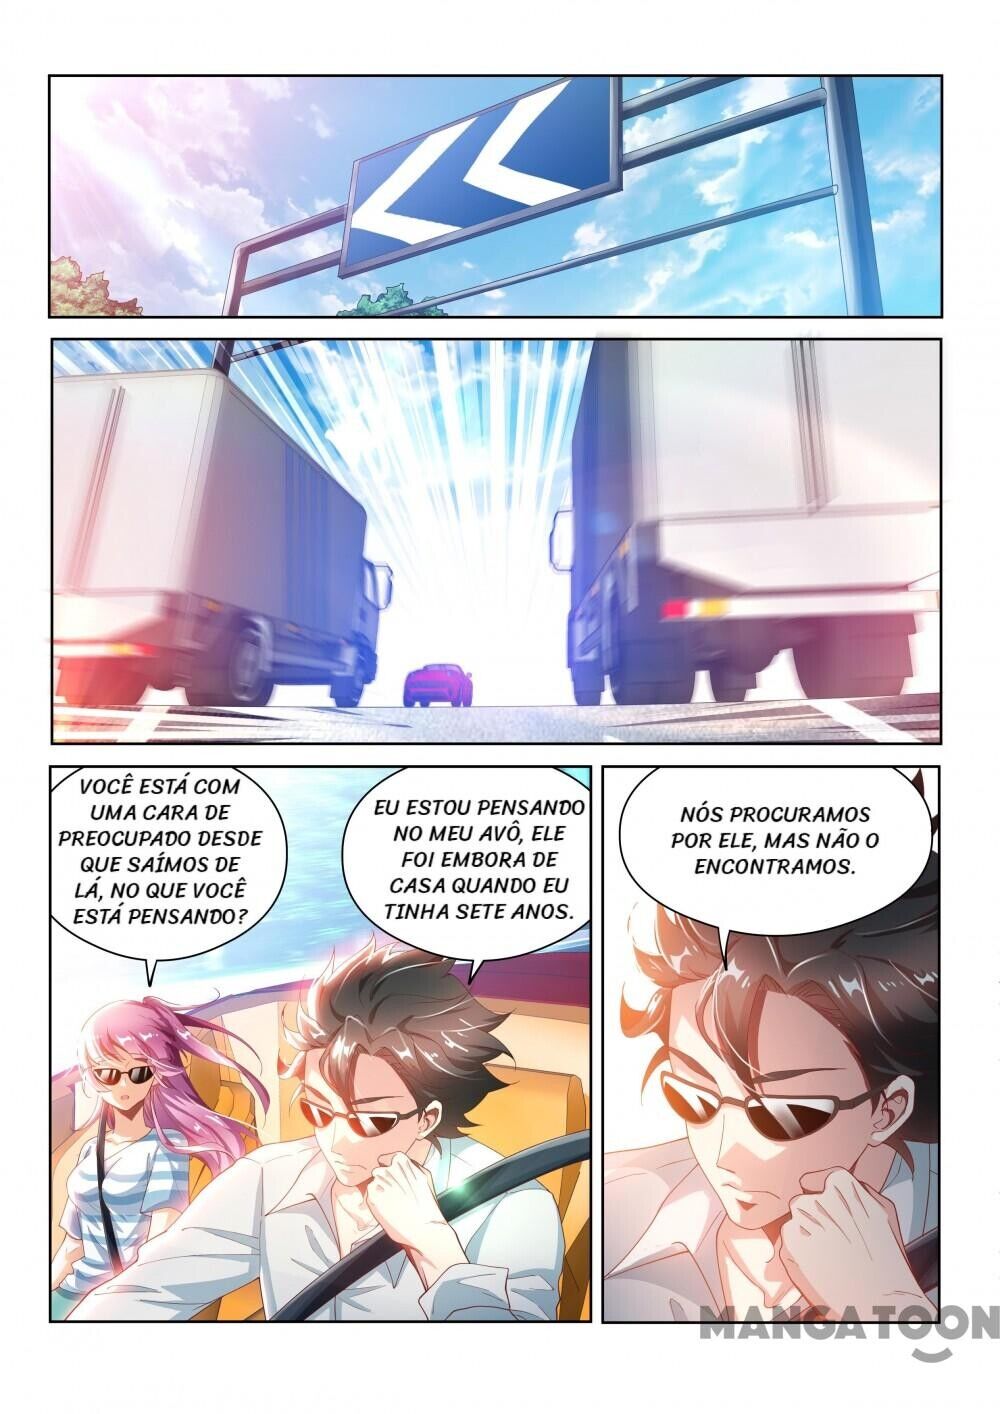 VOCÊ ESTÁ COM
UMA CARA DE
PREOCUPADO DESDE
QUE SAÍMOS DE
LÁ, NO QUE VOCÊ
ESTÁ PENSANDO?
EU ESTOU PENSANDO
NO MEU AVÔ, ELE
FOI EMBORA DE
CASA QUANDO EU
TINHA SETE ANOS.
NÓS PROCURAMOS
POR ELE, MAS NÃO O
ENCONTRAMOS.
MANGATOON